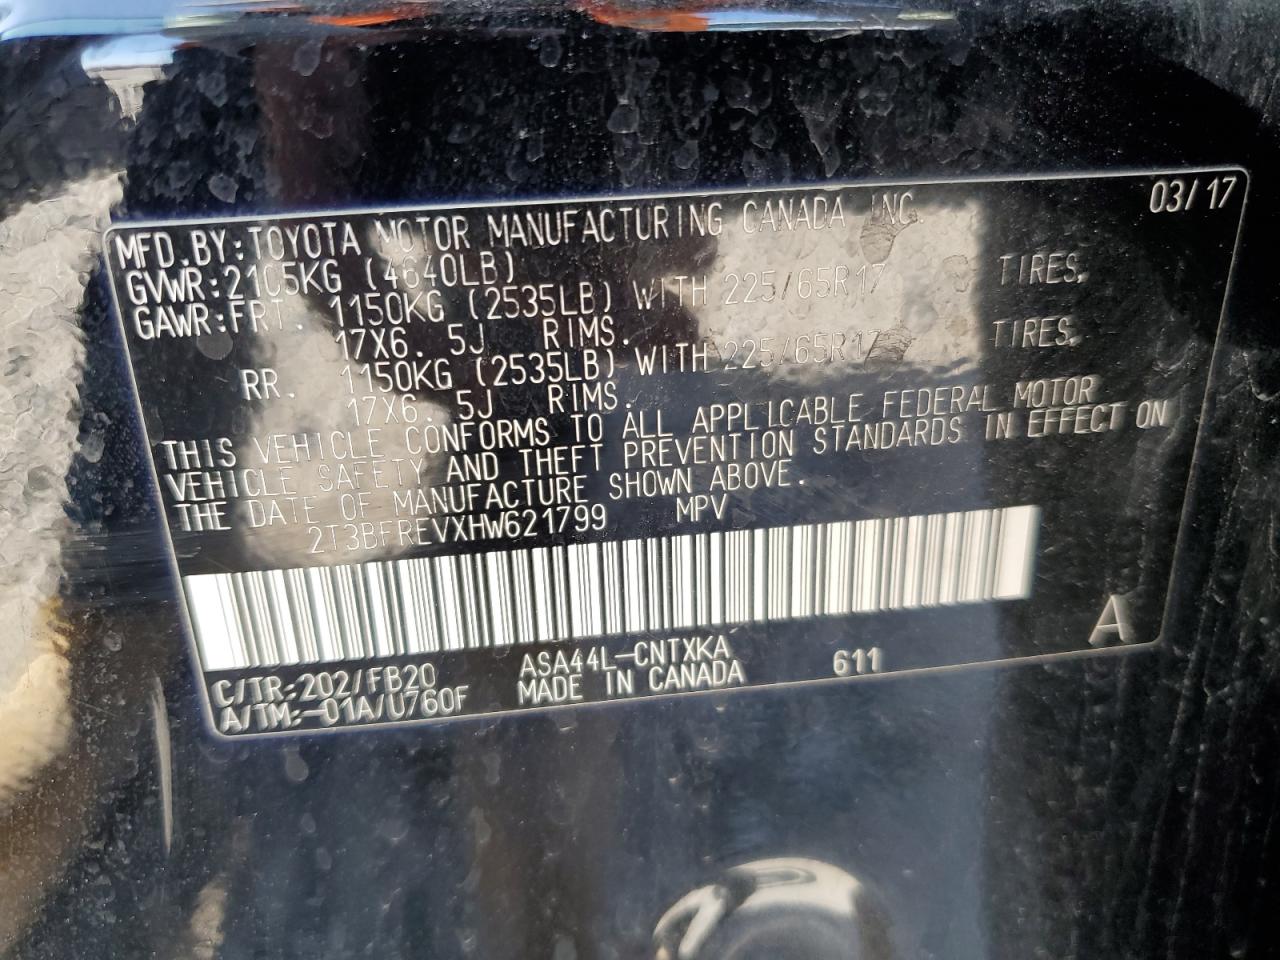 03/17
MFD.BY:TOYOTA MOTOR MANUFACTURING CANADA INC.
GVWR:2105KG (4640LB)
GAWR:FRT. 1150KG (2535LB) WITH 225/65R17 TIRES,
17X6. 5J RIMS.
RR. 1150KG (2535LB) WITH 225/65R17 TIRES,
17X6. 5J RIMS.
THIS VEHICLE CONFORMS TO ALL APPLICABLE FEDERAL MOTOR
VEHICLE SAFETY AND THEFT PREVENTION STANDARDS IN EFFECT ON
THE DATE OF MANUFACTURE SHOWN ABOVE.
2T3BFREVXHW621799 MPV
A
C/TR:202/FB20 ASA44L-CNTXKA 611
A/TM:-01A/U760F MADE IN CANADA